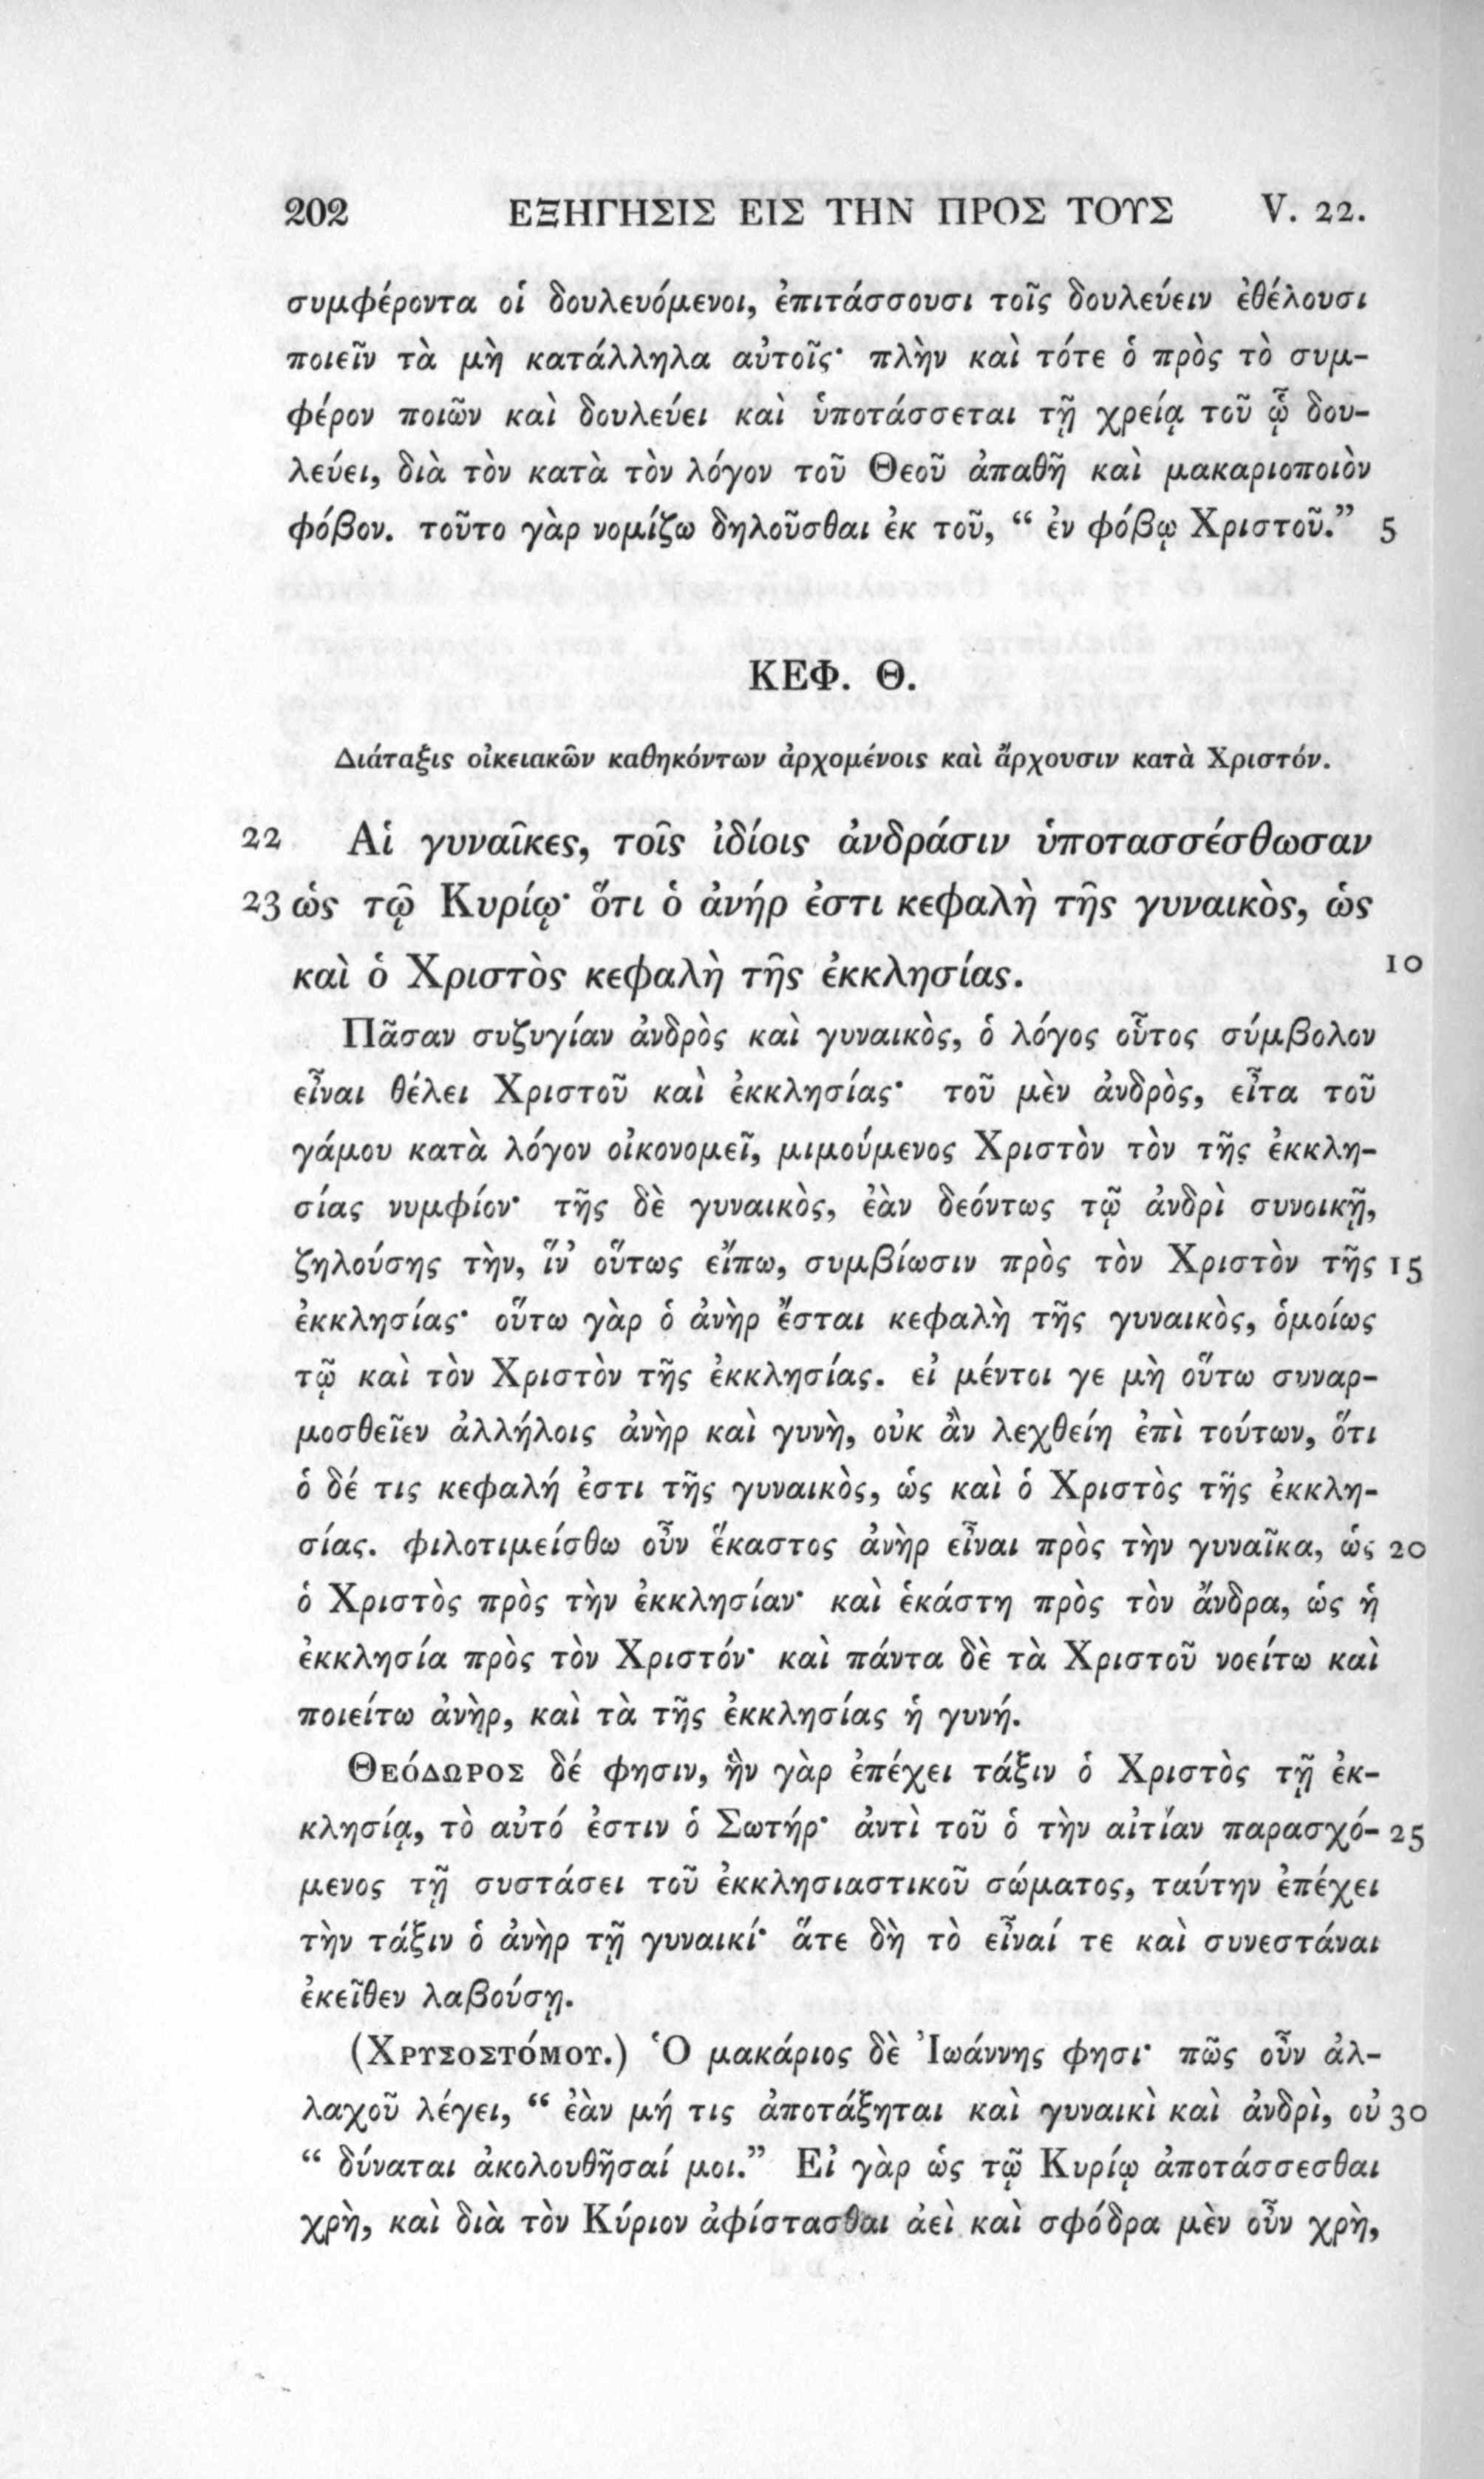 202 ΕΞΗΓΗΣΙΣ ΕΙΣ ΤΗΝ ΠΡΟΣ ΤΟΥΣ V. 22.
συμφέροντα οἱ δουλευόμενοι, ἐπιτάσσουσι τοῖς δουλεύειν ἐθέλουσι
ποιεῖν τὰ μὴ κατάλληλα αὐτοῖς· πλὴν καὶ τότε ὁ πρὸς τὸ συμ-
φέρον ποιῶν καὶ δουλεύει καὶ ὑποτάσσεται τῇ χρείᾳ τοῦ ᾧ δου-
λεύει, διὰ τὸν κατὰ τὸν λόγον τοῦ Θεοῦ ἀπαθῆ καὶ μακαριοποιὸν
φόβον. τοῦτο γὰρ νομίζω δηλοῦσθαι ἐκ τοῦ, “ ἐν φόβῳ Χριστοῦ.” 5
ΚΕΦ. Θ.
Διάταξις οἰκειακῶν καθηκόντων ἀρχομένοις καὶ ἄρχουσιν κατὰ Χριστόν.
22 Αἱ γυναῖκες, τοῖς ἰδίοις ἀνδράσιν ὑποτασσέσθωσαν
23 ὡς τῷ Κυρίῳ· ὅτι ὁ ἀνήρ ἐστι κεφαλὴ τῆς γυναικὸς, ὡς
καὶ ὁ Χριστὸς κεφαλὴ τῆς ἐκκλησίας. 10
Πᾶσαν συζυγίαν ἀνδρὸς καὶ γυναικὸς, ὁ λόγος οὗτος σύμβολον
εἶναι θέλει Χριστοῦ καὶ ἐκκλησίας· τοῦ μὲν ἀνδρὸς, εἶτα τοῦ
γάμου κατὰ λόγον οἰκονομεῖ, μιμούμενος Χριστὸν τὸν τῆς ἐκκλη-
σίας νυμφίον· τῆς δὲ γυναικὸς, ἐὰν δεόντως τῷ ἀνδρὶ συνοικῇ,
ζηλούσης τὴν, ἵν’ οὕτως εἴπω, συμβίωσιν πρὸς τὸν Χριστὸν τῆς 15
ἐκκλησίας· οὕτω γὰρ ὁ ἀνὴρ ἔσται κεφαλὴ τῆς γυναικὸς, ὁμοίως
τῷ καὶ τὸν Χριστὸν τῆς ἐκκλησίας. εἰ μέντοι γε μὴ οὕτω συναρ-
μοσθεῖεν ἀλλήλοις ἀνὴρ καὶ γυνὴ, οὐκ ἂν λεχθείη ἐπὶ τούτων, ὅτι
ὁ δέ τις κεφαλή ἐστι τῆς γυναικὸς, ὡς καὶ ὁ Χριστὸς τῆς ἐκκλη-
σίας. φιλοτιμείσθω οὖν ἕκαστος ἀνὴρ εἶναι πρὸς τὴν γυναῖκα, ὡς 20
ὁ Χριστὸς πρὸς τὴν ἐκκλησίαν· καὶ ἑκάστη πρὸς τὸν ἄνδρα, ὡς ἡ
ἐκκλησία πρὸς τὸν Χριστόν· καὶ πάντα δὲ τὰ Χριστοῦ νοείτω καὶ
ποιείτω ἀνὴρ, καὶ τὰ τῆς ἐκκλησίας ἡ γυνή.
Θεόδωρος δέ φησιν, ἣν γὰρ ἐπέχει τάξιν ὁ Χριστὸς τῇ ἐκ-
κλησίᾳ, τὸ αὐτό ἐστιν ὁ Σωτήρ· ἀντὶ τοῦ ὁ τὴν αἰτίαν παρασχό- 25
μενος τῇ συστάσει τοῦ ἐκκλησιαστικοῦ σώματος, ταύτην ἐπέχει
τὴν τάξιν ὁ ἀνὴρ τῇ γυναικί· ἅτε δὴ τὸ εἶναί τε καὶ συνεστάναι
ἐκεῖθεν λαβούσῃ.
(Χρυσοστόμου.) Ὁ μακάριος δὲ Ἰωάννης φησι· πῶς οὖν ἀλ-
λαχοῦ λέγει, “ ἐὰν μή τις ἀποτάξηται καὶ γυναικὶ καὶ ἀνδρὶ, οὐ 30
“ δύναται ἀκολουθῆσαί μοι.” Εἰ γὰρ ὡς τῷ Κυρίῳ ἀποτάσσεσθαι
χρὴ, καὶ διὰ τὸν Κύριον ἀφίστασθαι ἀεὶ καὶ σφόδρα μὲν οὖν χρὴ,